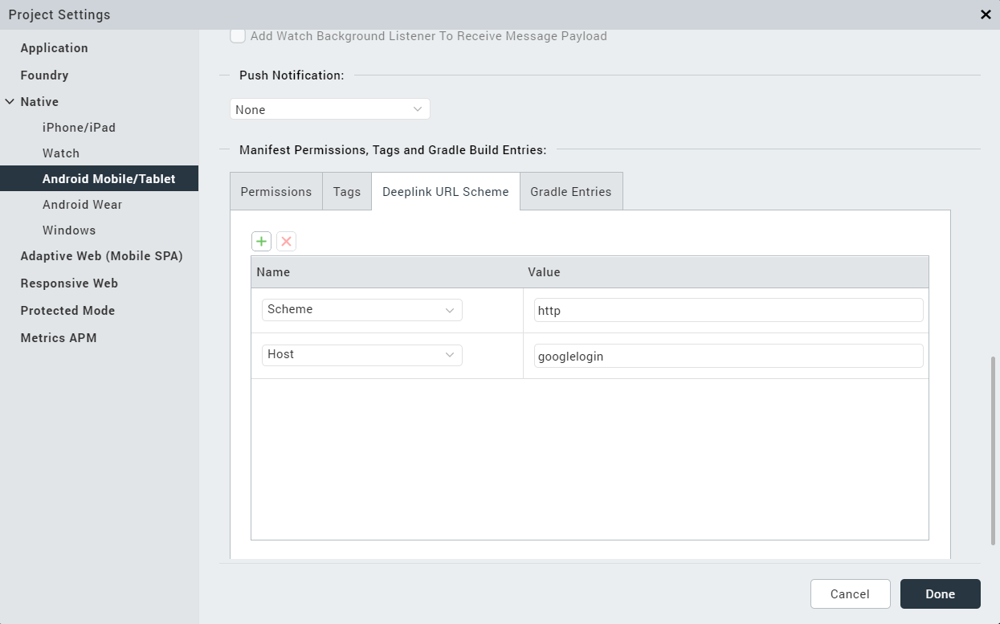 Project Settings
Application
Foundry
Native
iPhone/iPad
Watch
Android Mobile/Tablet
Android Wear
Windows
Adaptive Web (Mobile SPA)
Responsive Web
Protected Mode
Metrics APM
Add Watch Background Listener To Receive Message Payload
Push Notification:
None
Manifest Permissions, Tags and Gradle Build Entries:
Permissions Tags Deeplink URL Scheme Gradle Entries
Name Value
Scheme http
Host googlelogin
Cancel Done